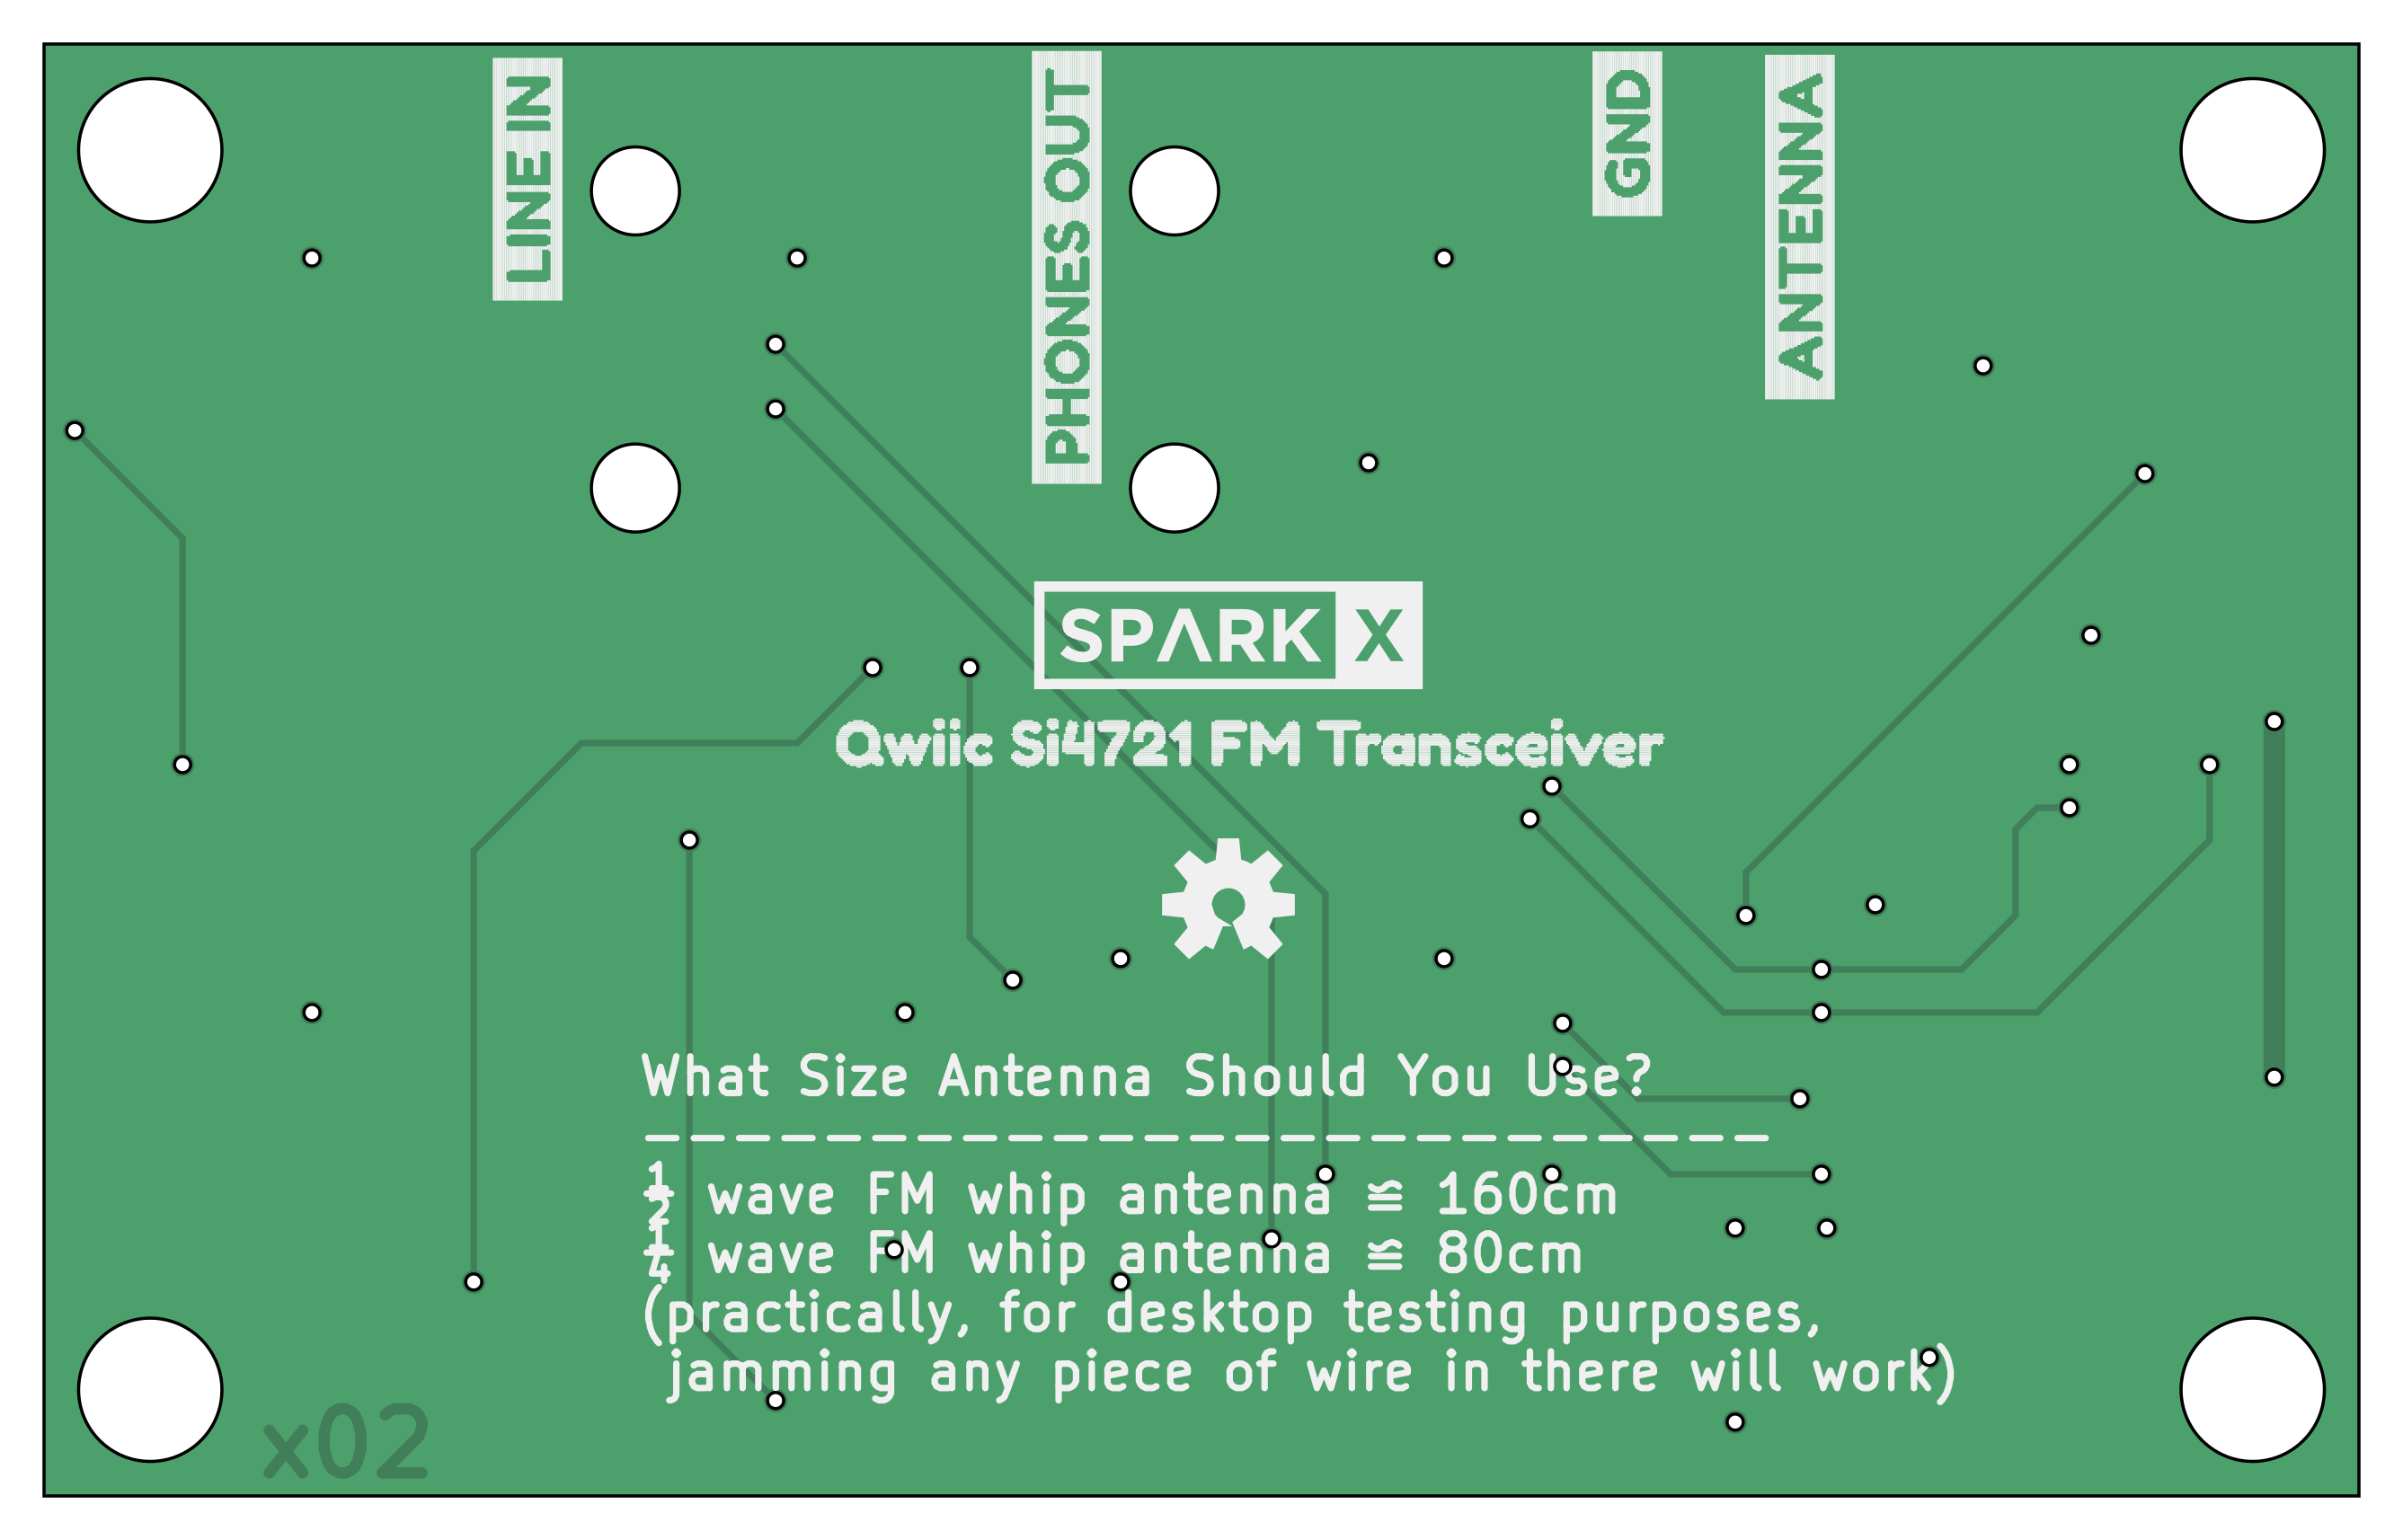 LINE IN
PHONES OUT
GND
ANTENNA
SPARK X
Qwiic Si4721 FM Transceiver
What Size Antenna Should You Use?
-------------------------
½ wave FM whip antenna ≅ 160cm
¼ wave FM whip antenna ≅ 80cm
(practically, for desktop testing purposes,
jamming any piece of wire in there will work)
x02